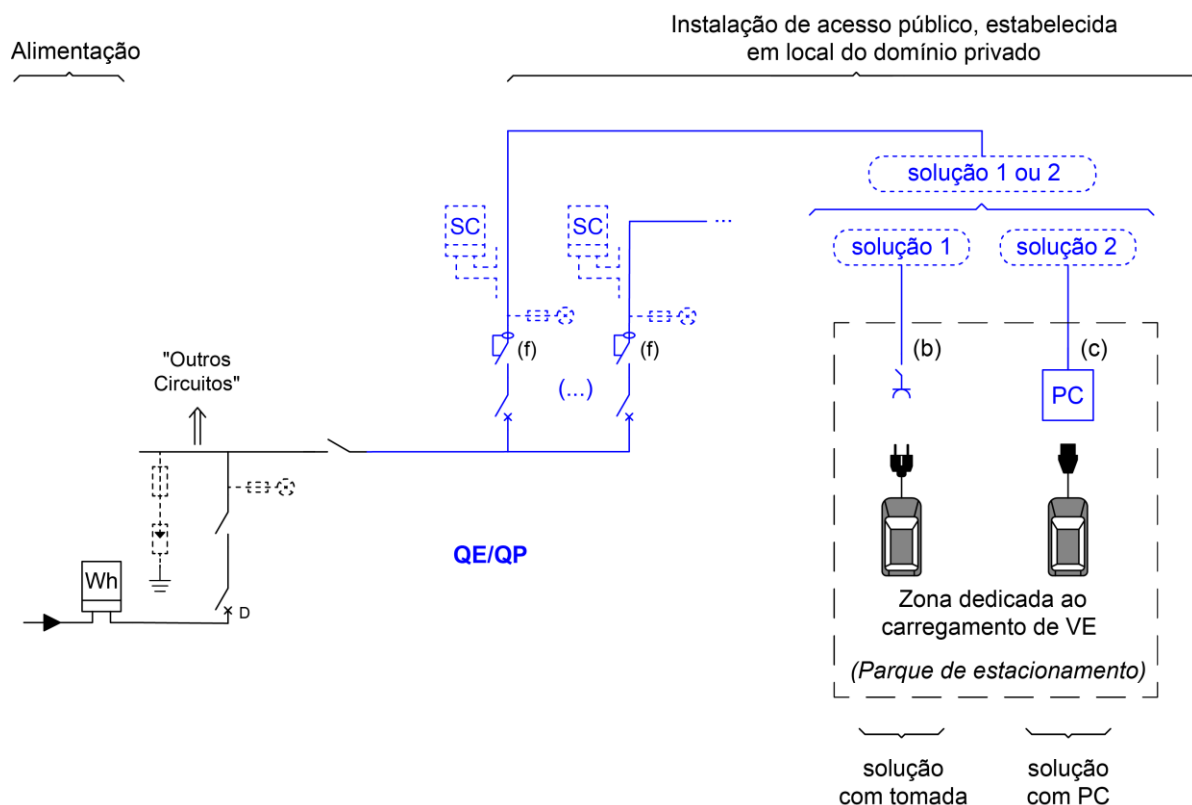 Alimentação
Instalação de acesso público, estabelecida
em local do domínio privado
solução 1 ou 2
SC
SC
...
solução 1
solução 2
"Outros
Circuitos"
(f)
(f)
(...)
(b)
(c)
PC
QE/QP
Wh
D
Zona dedicada ao
carregamento de VE
(Parque de estacionamento)
solução
com tomada
solução
com PC